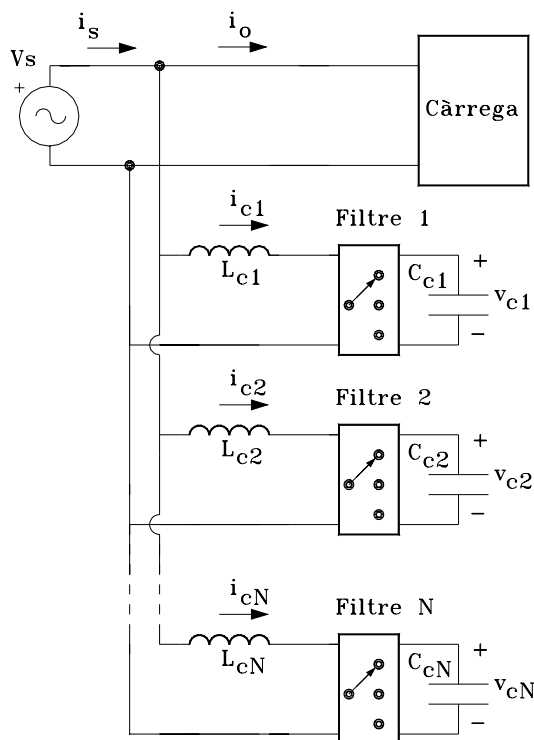 i_s
i_o
Vs
+
Càrrega
i_c1
Filtre 1
L_c1
C_c1
+
v_c1
−
i_c2
Filtre 2
L_c2
C_c2
+
v_c2
−
i_cN
Filtre N
L_cN
C_cN
+
v_cN
−